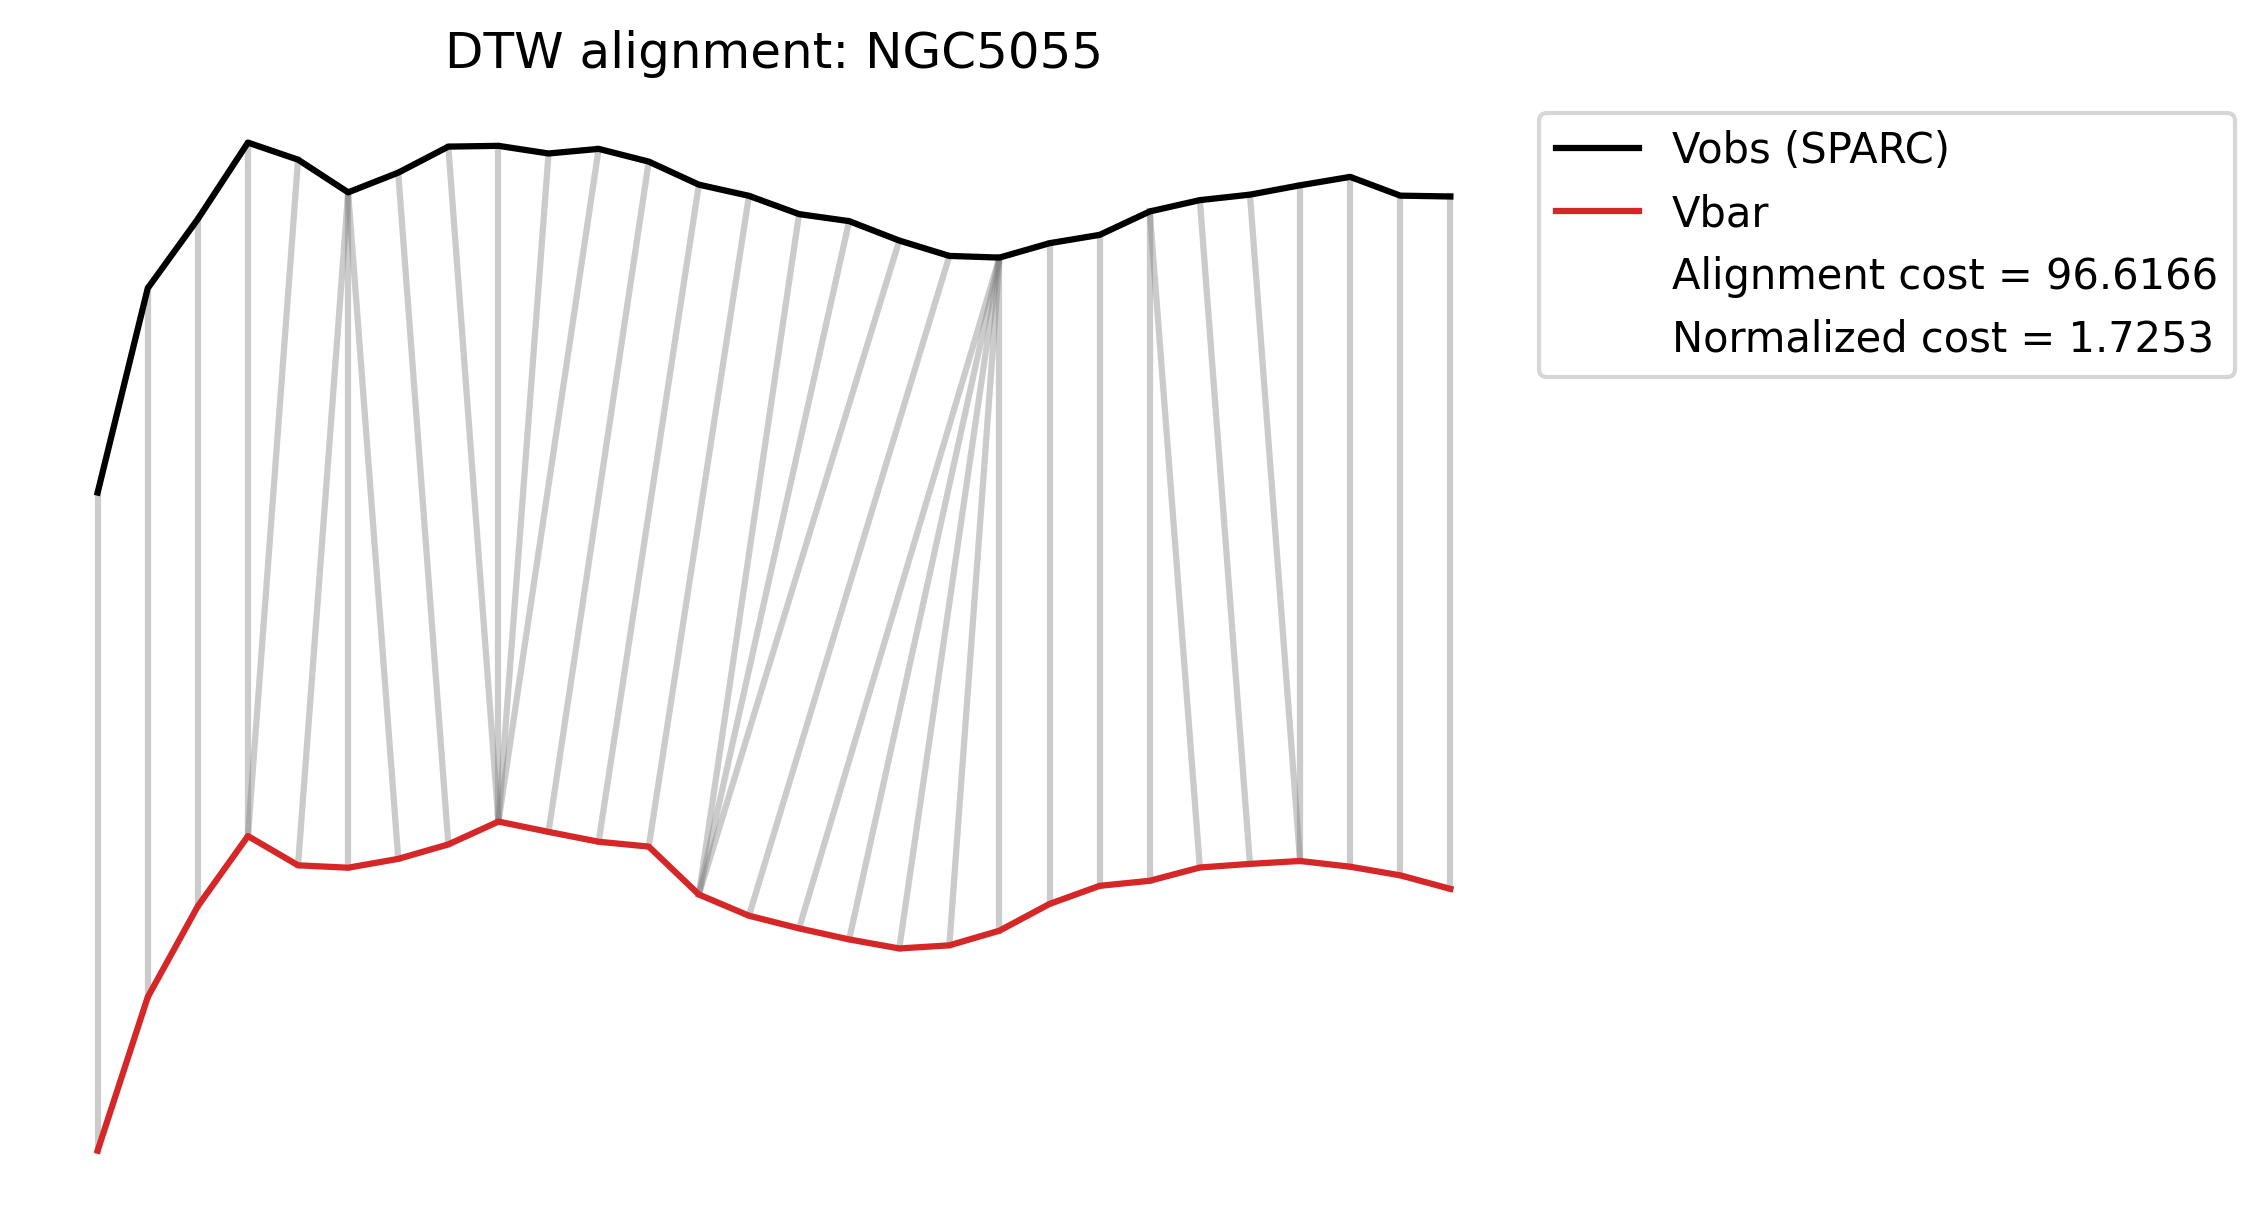 DTW alignment: NGC5055
Vobs (SPARC)
Vbar
Alignment cost = 96.6166
Normalized cost = 1.7253